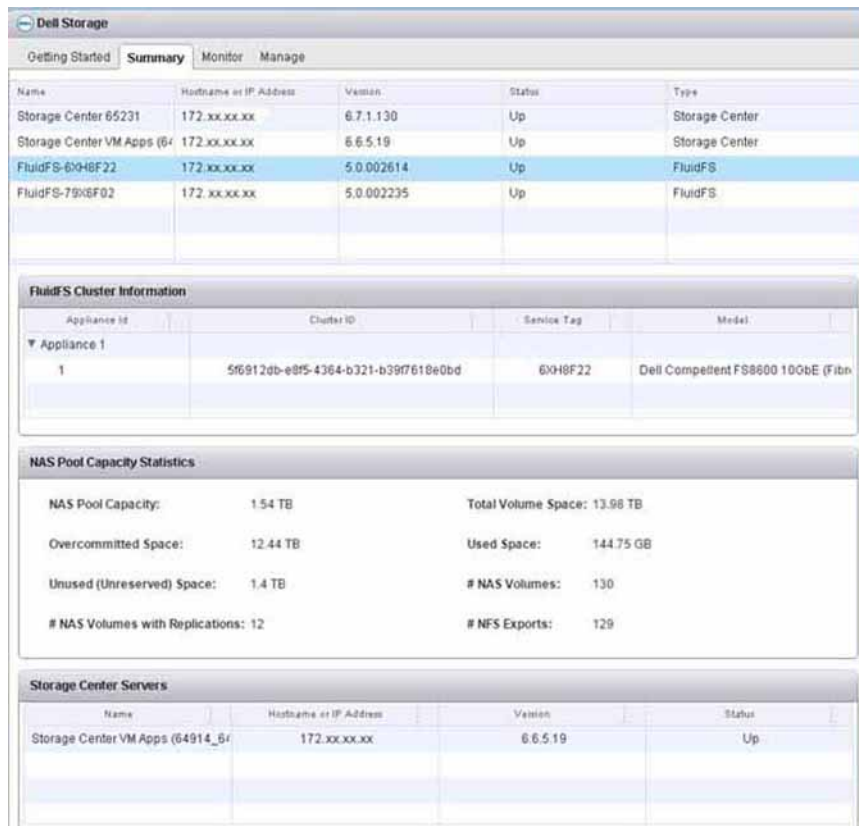 Dell Storage
Getting Started Summary Monitor Manage
Name Hostname or IP Address Version Status Type
Storage Center 65231 172.xx.xx.xx 6.7.1.130 Up Storage Center
Storage Center VM Apps (64 172.xx.xx.xx 6.6.5.19 Up Storage Center
FluidFS-6XH8F22 172.xx.xx.xx 5.0.002614 Up FluidFS
FluidFS-79X6F02 172.xx.xx.xx 5.0.002235 Up FluidFS
FluidFS Cluster Information
Appliance Id Cluster ID Service Tag Model
▼ Appliance 1
1 5f6912db-e8f5-4364-b321-b39f7618e0bd 6XH8F22 Dell Compellent FS8600 10GbE (Fibr
NAS Pool Capacity Statistics
NAS Pool Capacity: 1.54 TB Total Volume Space: 13.98 TB
Overcommitted Space: 12.44 TB Used Space: 144.75 GB
Unused (Unreserved) Space: 1.4 TB # NAS Volumes: 130
# NAS Volumes with Replications: 12 # NFS Exports: 129
Storage Center Servers
Name Hostname or IP Address Version Status
Storage Center VM Apps (64914_64 172.xx.xx.xx 6.6.5.19 Up